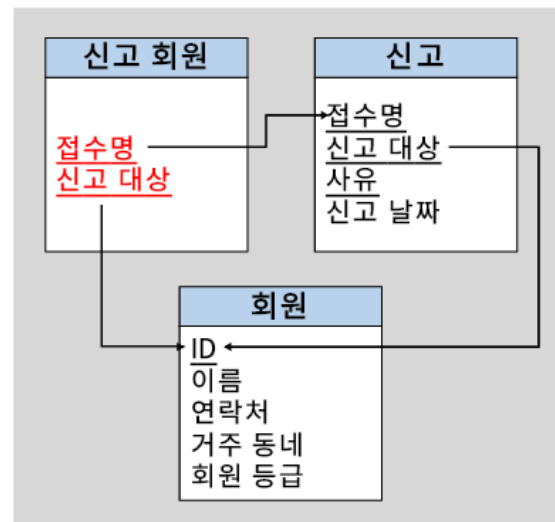 신고 회원
접수명
신고 대상
신고
접수명
신고 대상
사유
신고 날짜
회원
ID
이름
연락처
거주 동네
회원 등급